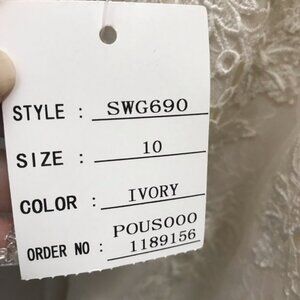 STYLE : SWG690
SIZE : 10
COLOR : IVORY
ORDER NO : POUS000
1189156